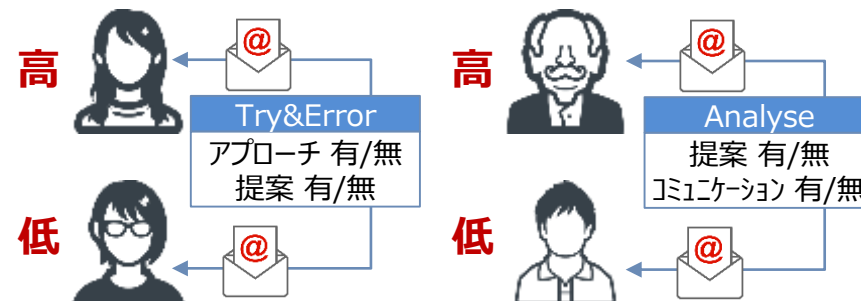 高
@
Try&Error
アプローチ 有/無
提案 有/無
低
@
高
@
Analyse
提案 有/無
コミュニケーション 有/無
低
@